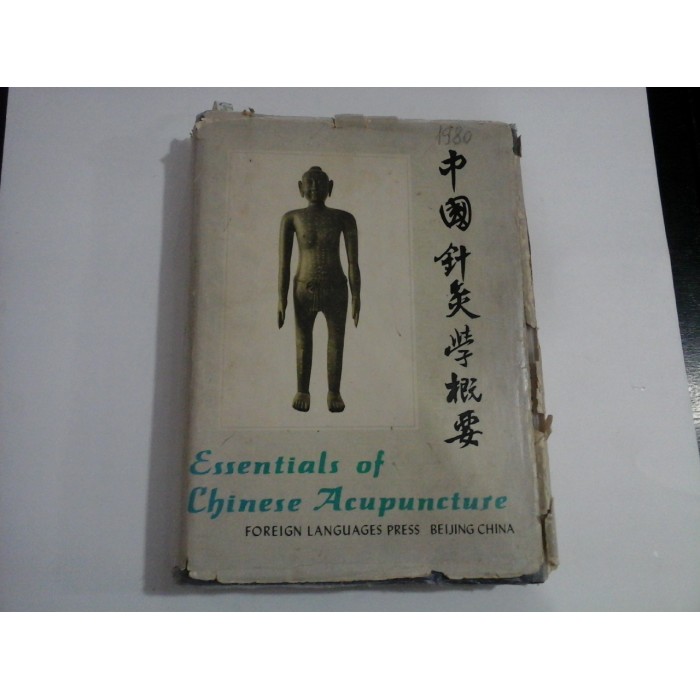 1980
中國針灸學概要
Essentials of
Chinese Acupuncture
FOREIGN LANGUAGES PRESS BEIJING CHINA